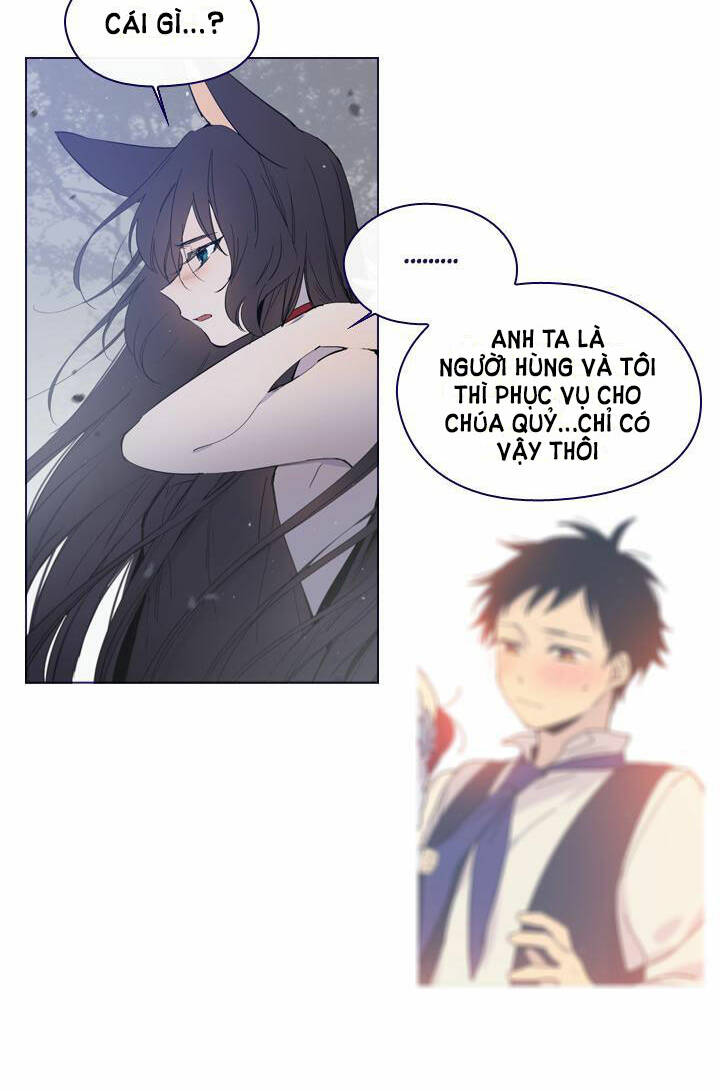 CÁI GÌ...?
..........
ANH TA LÀ
NGƯỜI HÙNG VÀ TÔI
THÌ PHỤC VỤ CHO
CHÚA QUỶ...CHỈ CÓ
VẬY THÔI